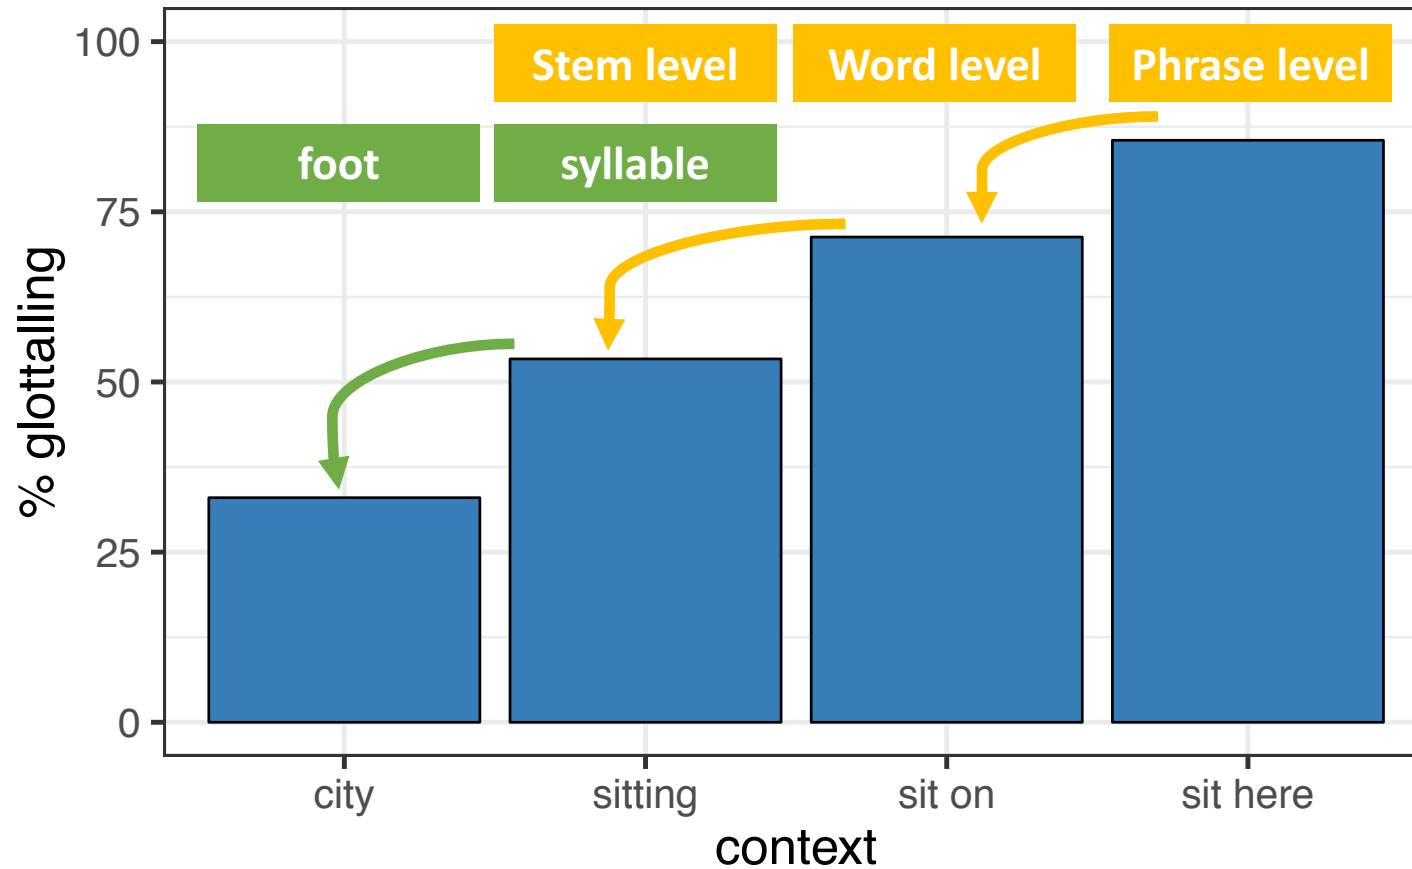 Stem level
Word level
Phrase level
foot
syllable
% glottalling
100
75
50
25
0
city
sitting
sit on
sit here
context